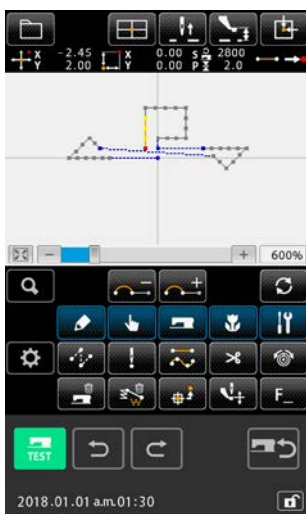 X -2.45 X 0.00 S 2800
Y 2.00 Y 0.00 P 2.0
600%
F_
TEST
2018.01.01 a.m.01:30